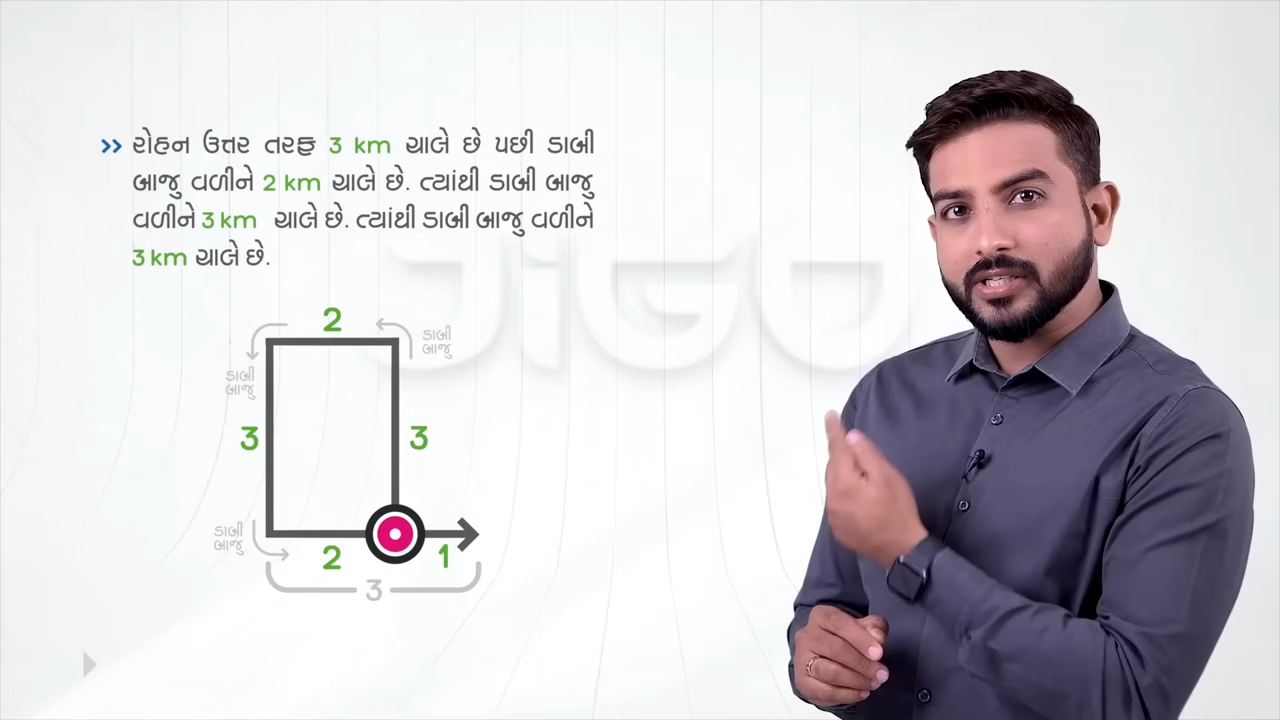 >> રોહન ઉત્તર તરફ 3 km ચાલે છે પછી ડાબી
બાજુ વળીને 2 km ચાલે છે. ત્યાંથી ડાબી બાજુ
વળીને 3 km ચાલે છે. ત્યાંથી ડાબી બાજુ વળીને
3 km ચાલે છે.
JIGO
2
ડાબી
બાજુ
ડાબી
બાજુ
3
3
ડાબી
બાજુ
2
1
3